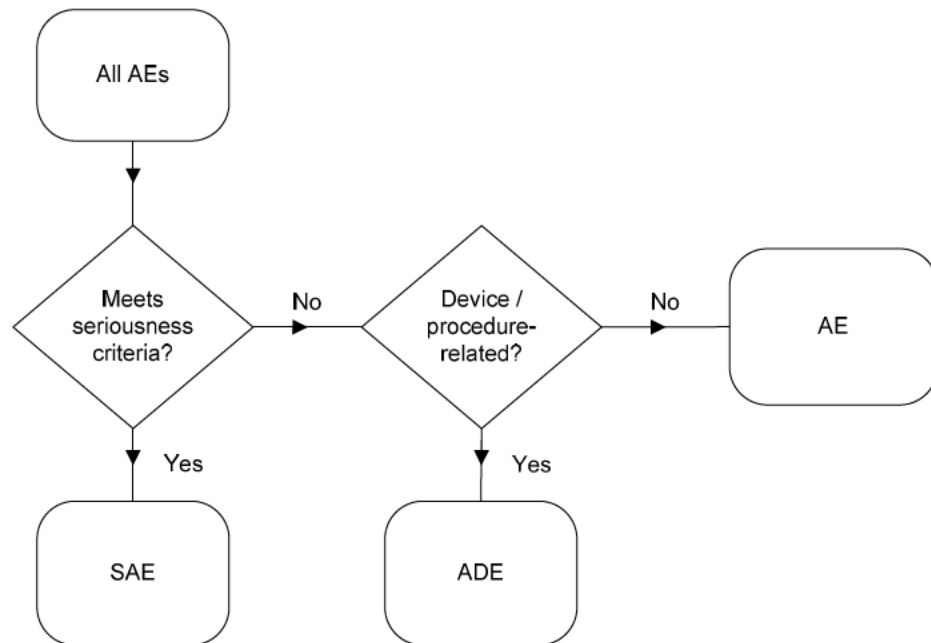 All AEs
Meets
seriousness
criteria?
No
Device /
procedure-
related?
No
AE
Yes
Yes
SAE
ADE